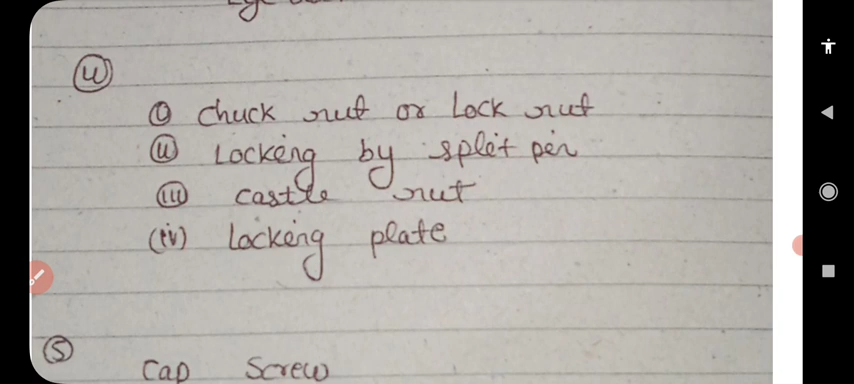 (4)
(i) chuck nut or Lock nut
(ii) Locking by split pin
(iii) castle nut
(iv) locking plate
(5)
Cap Screw